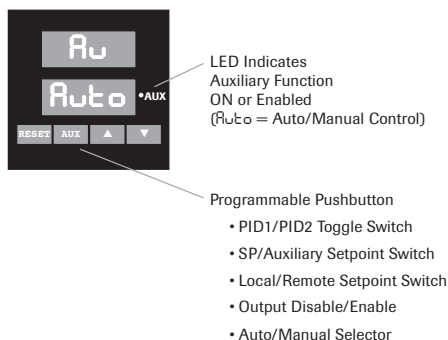 Au
Auto •AUX
RESET AUX ▲ ▼
LED Indicates
Auxiliary Function
ON or Enabled
(Auto = Auto/Manual Control)
Programmable Pushbutton
• PID1/PID2 Toggle Switch
• SP/Auxiliary Setpoint Switch
• Local/Remote Setpoint Switch
• Output Disable/Enable
• Auto/Manual Selector